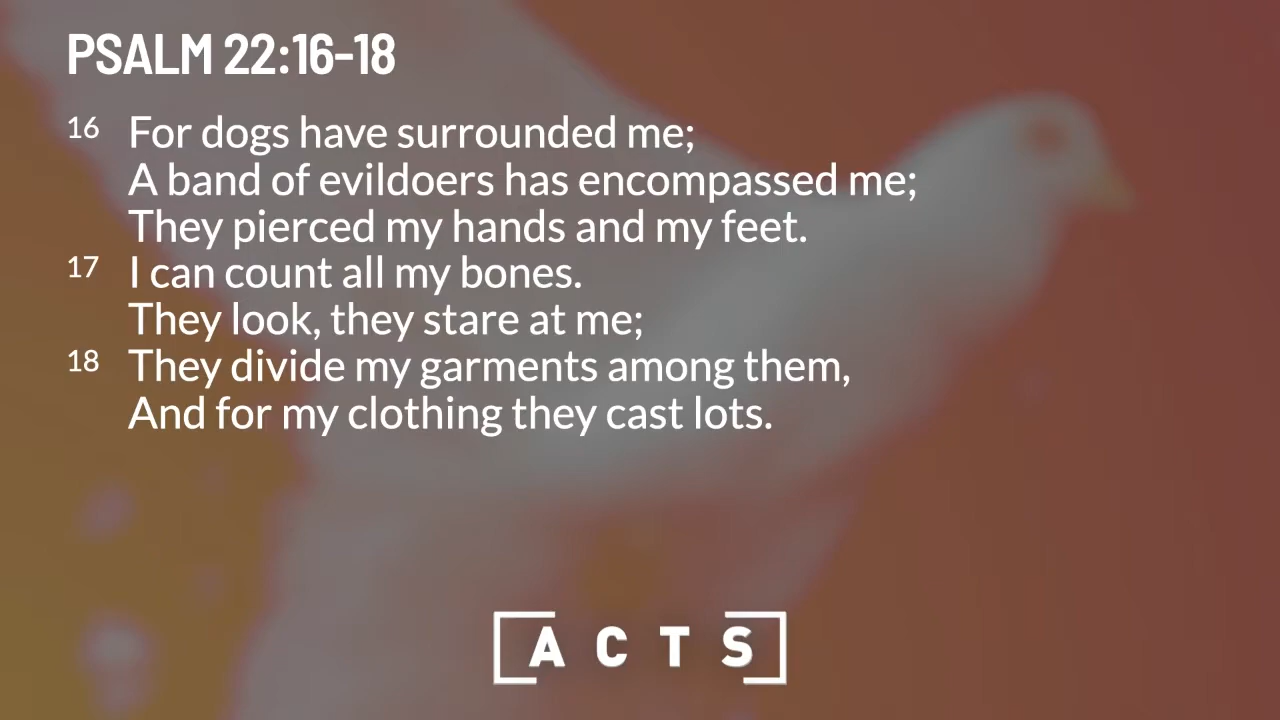 PSALM 22:16-18
16 For dogs have surrounded me;
A band of evildoers has encompassed me;
They pierced my hands and my feet.
17 I can count all my bones.
They look, they stare at me;
18 They divide my garments among them,
And for my clothing they cast lots.
ACTS